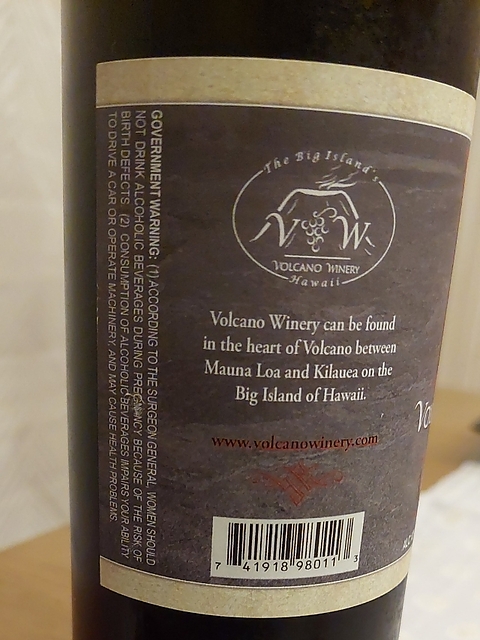 GOVERNMENT WARNING: (1) ACCORDING TO THE SURGEON GENERAL, WOMEN SHOULD
NOT DRINK ALCOHOLIC BEVERAGES DURING PREGNANCY BECAUSE OF THE RISK OF
BIRTH DEFECTS. (2) CONSUMPTION OF ALCOHOLIC BEVERAGES IMPAIRS YOUR ABILITY
TO DRIVE A CAR OR OPERATE MACHINERY, AND MAY CAUSE HEALTH PROBLEMS.
The Big Island's
V W
VOLCANO WINERY
Hawaii
Volcano Winery can be found
in the heart of Volcano between
Mauna Loa and Kilauea on the
Big Island of Hawaii.
www.volcanowinery.com
7 41918 98011 3